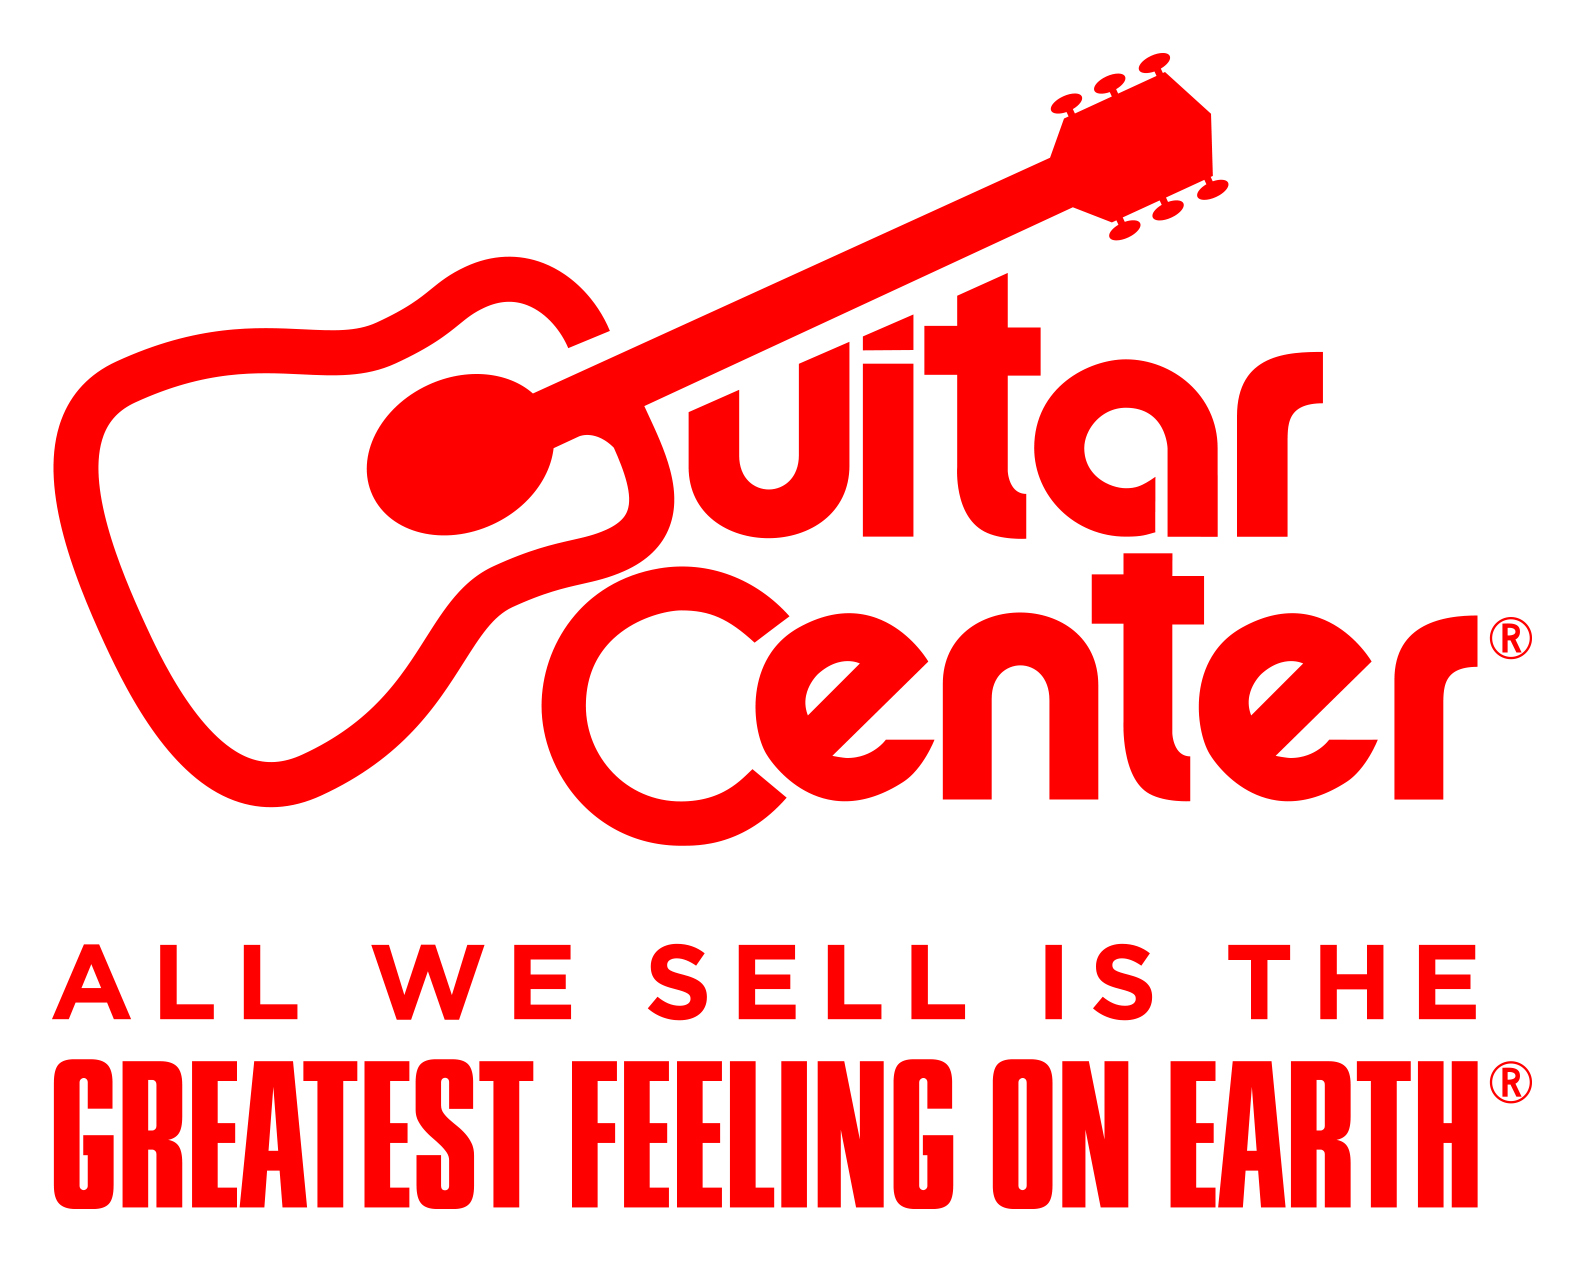 Guitar
Center®
ALL WE SELL IS THE
GREATEST FEELING ON EARTH®